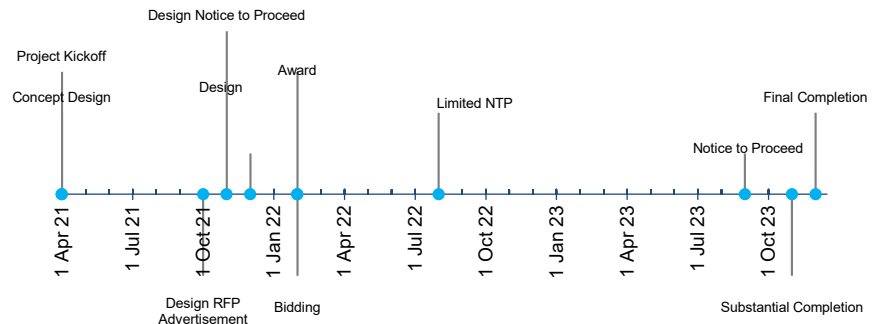 Design Notice to Proceed
Project Kickoff
Award
Concept Design
Design
Limited NTP
Final Completion
Notice to Proceed
1 Apr 21
1 Jul 21
1 Oct 21
1 Jan 22
1 Apr 22
1 Jul 22
1 Oct 22
1 Jan 23
1 Apr 23
1 Jul 23
1 Oct 23
Design RFP
Advertisement
Bidding
Substantial Completion